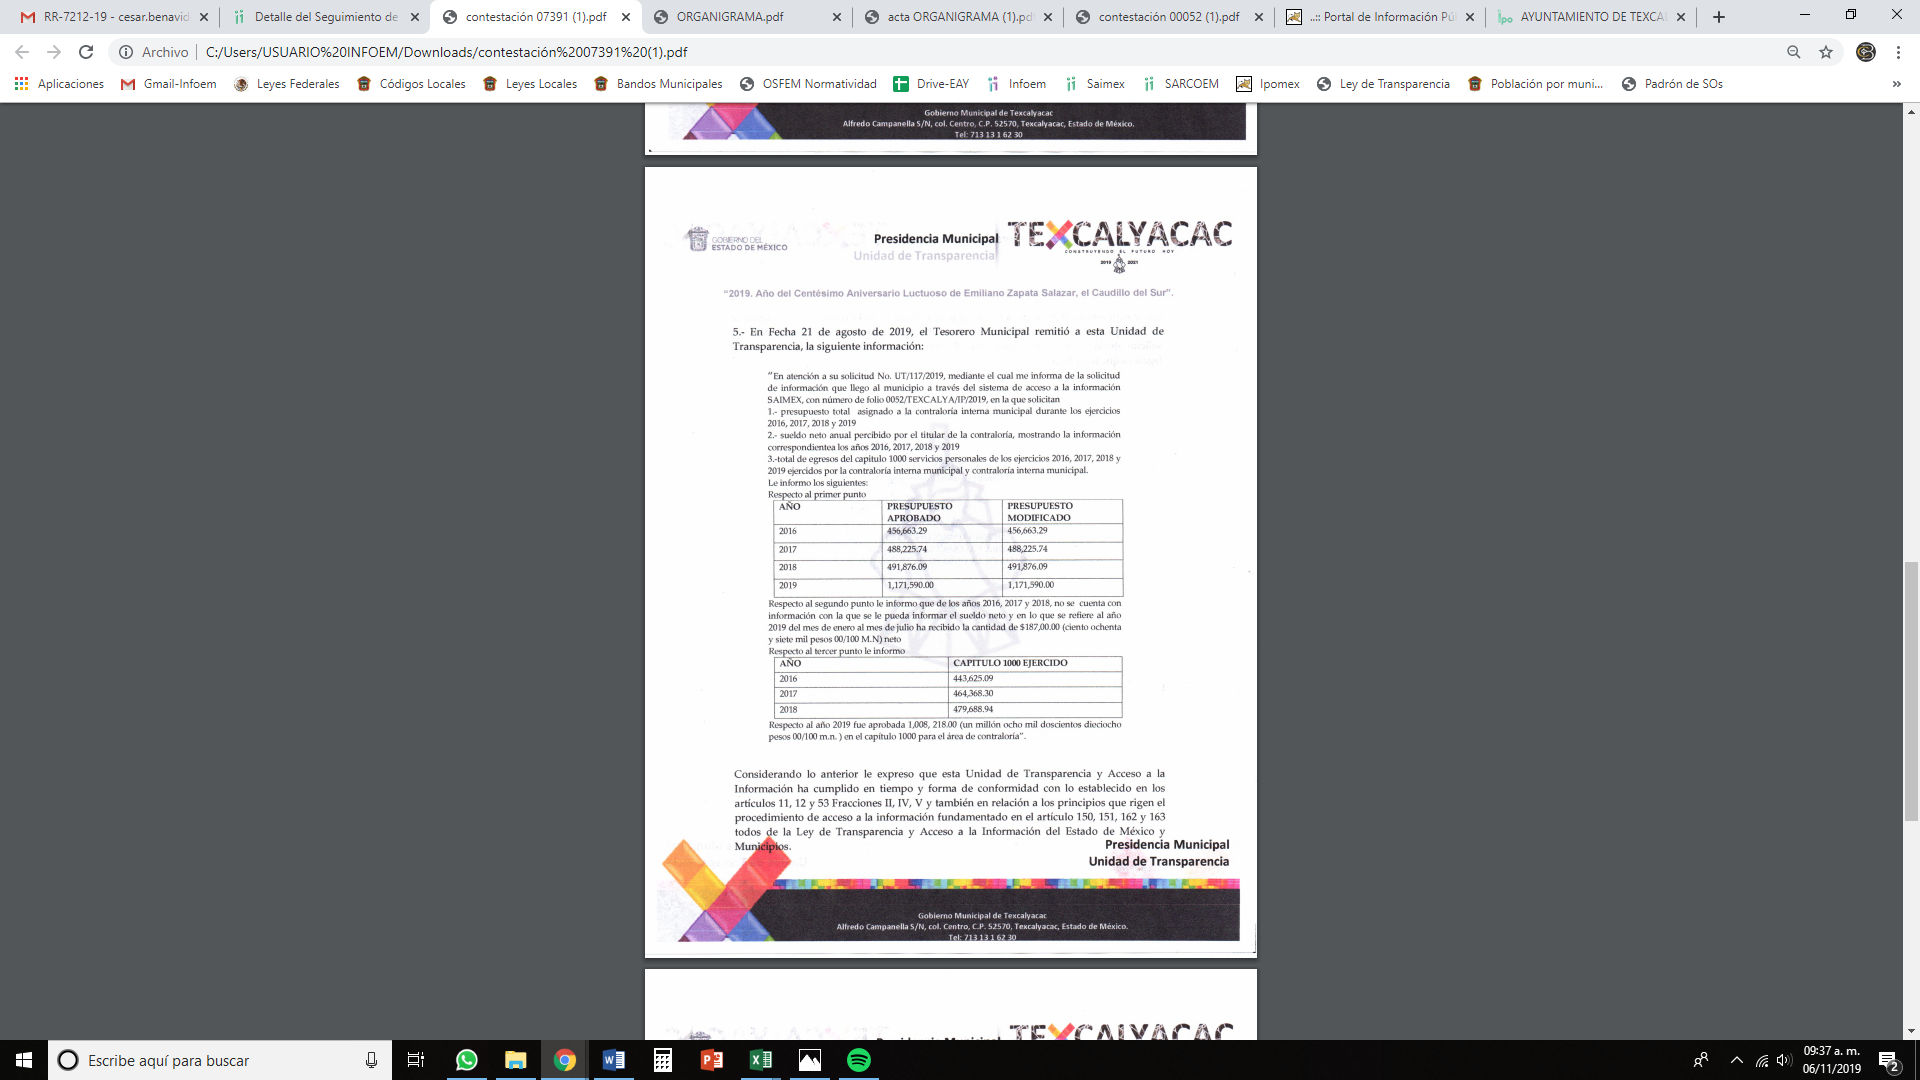 RR-7212-19 - cesar.benavid
Detalle del Seguimiento de
contestación 07391 (1).pdf
ORGANIGRAMA.pdf
acta ORGANIGRAMA (1).pd
contestación 00052 (1).pdf
..:: Portal de Información Pú
AYUNTAMIENTO DE TEXCAL
Archivo
C:/Users/USUARIO%20INFOEM/Downloads/contestación%2007391%20(1).pdf
Aplicaciones
Gmail-Infoem
Leyes Federales
Códigos Locales
Leyes Locales
Bandos Municipales
OSFEM Normatividad
Drive-EAY
Infoem
Saimex
SARCOEM
Ipomex
Ley de Transparencia
Población por muni...
Padrón de SOs
»
Gobierno Municipal de Texcalyacac
Alfredo Campanella S/N, col. Centro, C.P. 52570, Texcalyacac, Estado de México.
Tel: 713 13 1 62 30
GOBIERNO DEL
ESTADO DE MÉXICO
Presidencia Municipal
Unidad de Transparencia
TEXCALYACAC
CONSTRUYENDO EL FUTURO HOY
2019 2021
"2019. Año del Centésimo Aniversario Luctuoso de Emiliano Zapata Salazar, el Caudillo del Sur".
5.- En Fecha 21 de agosto de 2019, el Tesorero Municipal remitió a esta Unidad de
Transparencia, la siguiente información:
"En atención a su solicitud No. UT/117/2019, mediante el cual me informa de la solicitud
de información que llego al municipio a través del sistema de acceso a la información
SAIMEX, con número de folio 0052/TEXCALYA/IP/2019, en la que solicitan
1.- presupuesto total asignado a la contraloría interna municipal durante los ejercicios
2016, 2017, 2018 y 2019
2.- sueldo neto anual percibido por el titular de la contraloría, mostrando la información
correspondientea los años 2016, 2017, 2018 y 2019
3.-total de egresos del capitulo 1000 servicios personales de los ejercicios 2016, 2017, 2018 y
2019 ejercidos por la contraloría interna municipal y contraloría interna municipal.
Le informo los siguientes:
Respecto al primer punto
AÑO PRESUPUESTO APROBADO PRESUPUESTO MODIFICADO
2016 456,663.29 456,663.29
2017 488,225.74 488,225.74
2018 491,876.09 491,876.09
2019 1,171,590.00 1,171,590.00
Respecto al segundo punto le informo que de los años 2016, 2017 y 2018, no se cuenta con
información con la que se le pueda informar el sueldo neto y en lo que se refiere al año
2019 del mes de enero al mes de julio ha recibido la cantidad de $187,00.00 (ciento ochenta
y siete mil pesos 00/100 M.N) neto
Respecto al tercer punto le informo
AÑO CAPITULO 1000 EJERCIDO
2016 443,625.09
2017 464,368.30
2018 479,688.94
Respecto al año 2019 fue aprobada 1,008, 218.00 (un millón ocho mil doscientos dieciocho
pesos 00/100 m.n. ) en el capítulo 1000 para el área de contraloría".
Considerando lo anterior le expreso que esta Unidad de Transparencia y Acceso a la
Información ha cumplido en tiempo y forma de conformidad con lo establecido en los
artículos 11, 12 y 53 Fracciones II, IV, V y también en relación a los principios que rigen el
procedimiento de acceso a la información fundamentado en el artículo 150, 151, 162 y 163
todos de la Ley de Transparencia y Acceso a la Información del Estado de México y
Municipios.
Presidencia Municipal
Unidad de Transparencia
Gobierno Municipal de Texcalyacac
Alfredo Campanella S/N, col. Centro, C.P. 52570, Texcalyacac, Estado de México.
Tel: 713 13 1 62 30
TEXCALYACAC
Escribe aquí para buscar
09:37 a. m.
06/11/2019
2